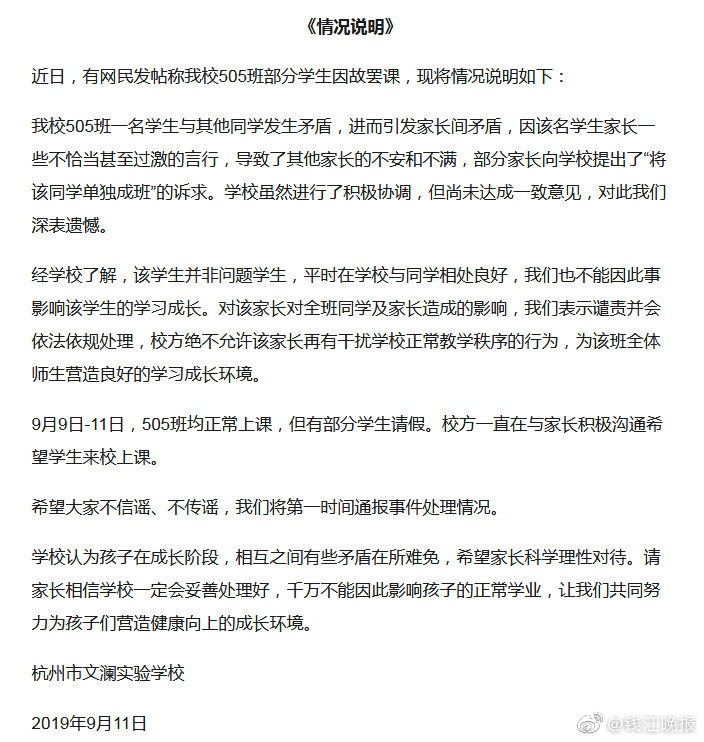 《情况说明》
近日，有网民发帖称我校505班部分学生因故罢课，现将情况说明如下：
我校505班一名学生与其他同学发生矛盾，进而引发家长间矛盾，因该名学生家长一
些不恰当甚至过激的言行，导致了其他家长的不安和不满，部分家长向学校提出了“将
该同学单独成班”的诉求。学校虽然进行了积极协调，但尚未达成一致意见，对此我们
深表遗憾。
经学校了解，该学生并非问题学生，平时在学校与同学相处良好，我们也不能因此事
影响该学生的学习成长。对该家长对全班同学及家长造成的影响，我们表示谴责并会
依法依规处理，校方绝不允许该家长再有干扰学校正常教学秩序的行为，为该班全体
师生营造良好的学习成长环境。
9月9日-11日，505班均正常上课，但有部分学生请假。校方一直在与家长积极沟通希
望学生来校上课。
希望大家不信谣、不传谣，我们将第一时间通报事件处理情况。
学校认为孩子在成长阶段，相互之间有些矛盾在所难免，希望家长科学理性对待。请
家长相信学校一定会妥善处理好，千万不能因此影响孩子的正常学业，让我们共同努
力为孩子们营造健康向上的成长环境。
杭州市文澜实验学校
2019年9月11日
@钱江晚报